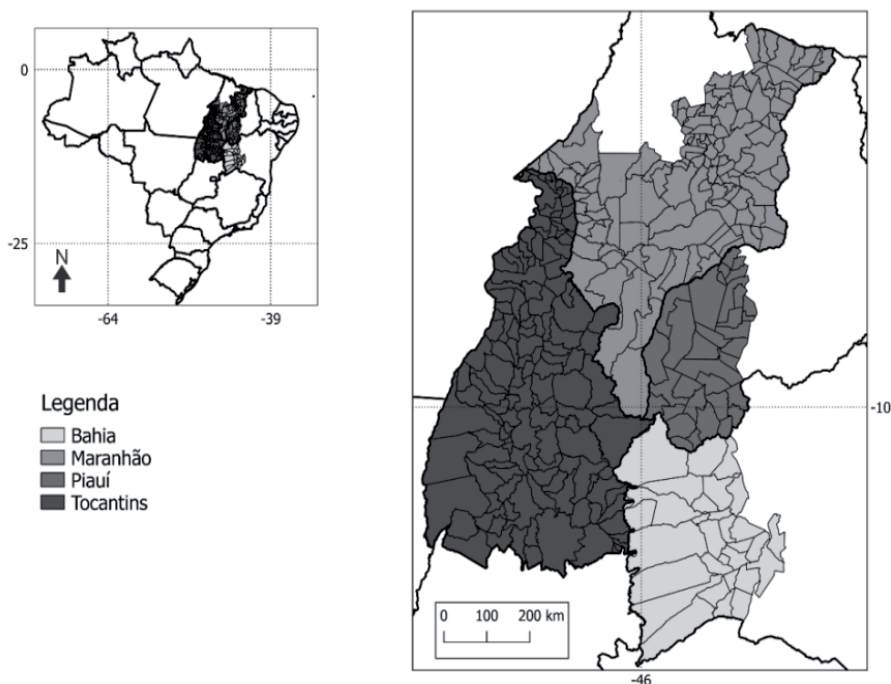 0
-25
N
-64
-39
Legenda
Bahia
Maranhão
Piauí
Tocantins
-10
0 100 200 km
-46